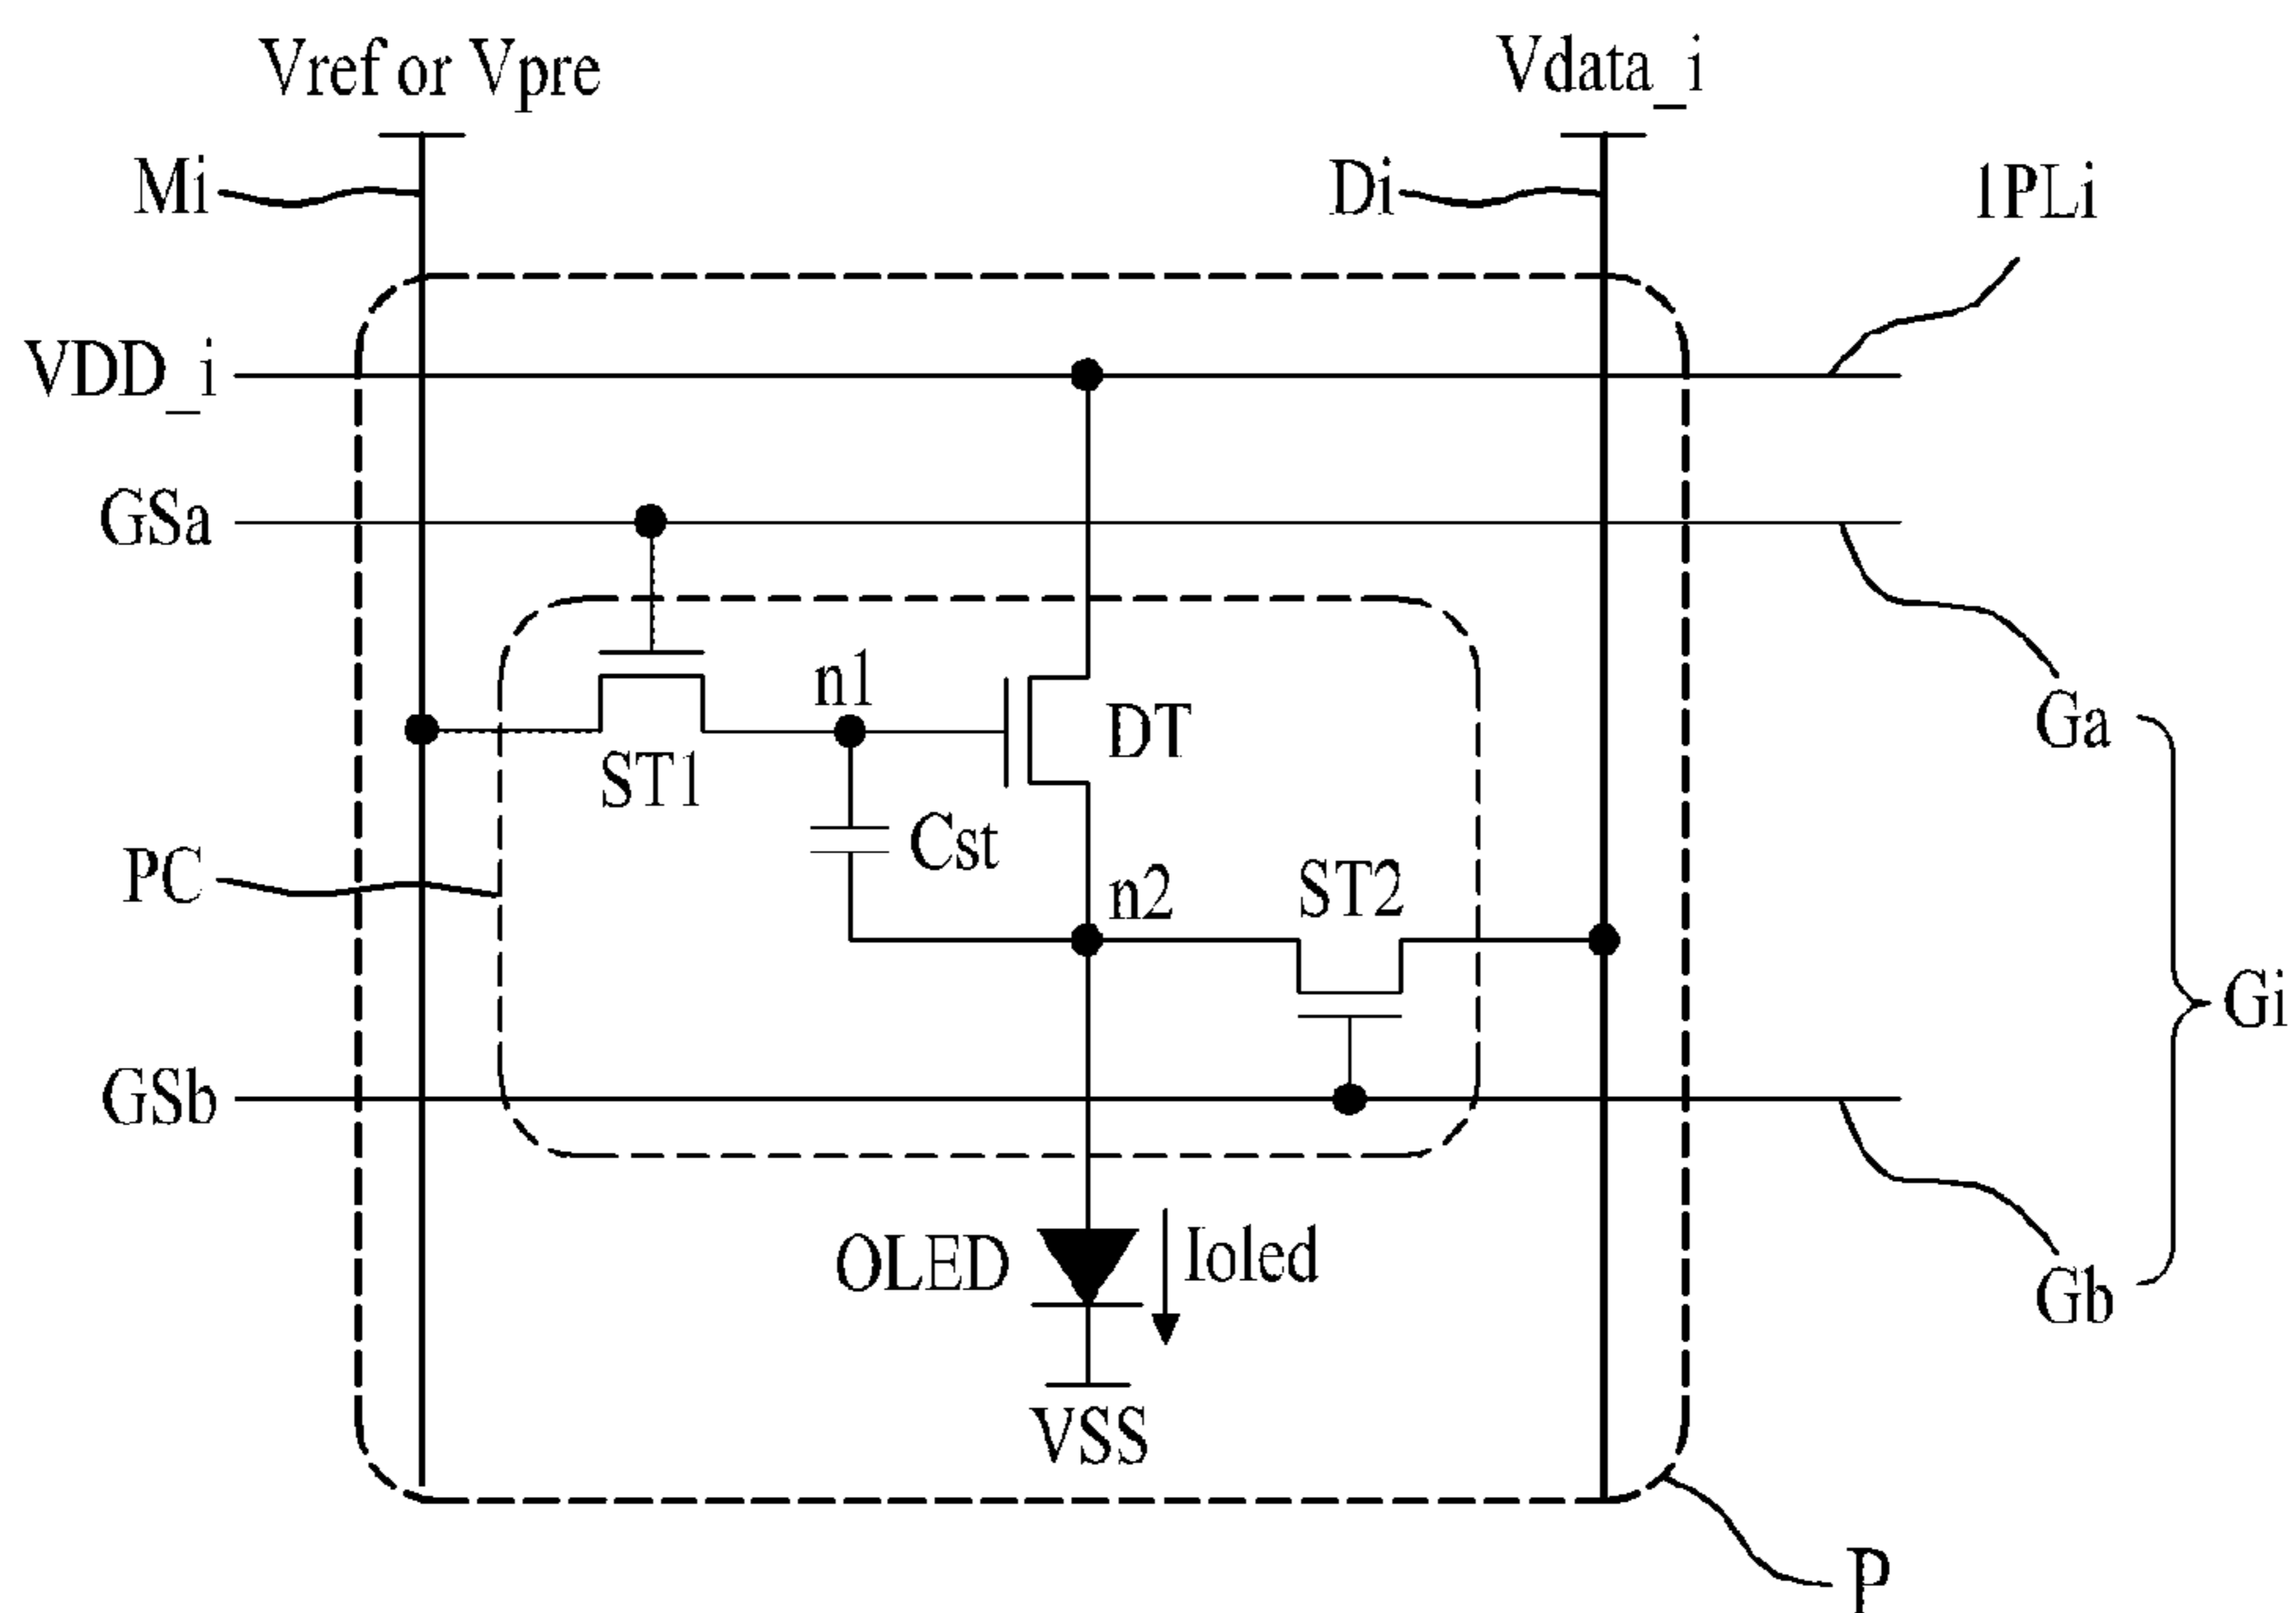 Vref or Vpre
Vdata_i
Mi
Di
1PLi
VDD_i
GSa
n1
DT
Ga
ST1
Cst
PC
n2
ST2
Gi
GSb
OLED
Ioled
Gb
VSS
P